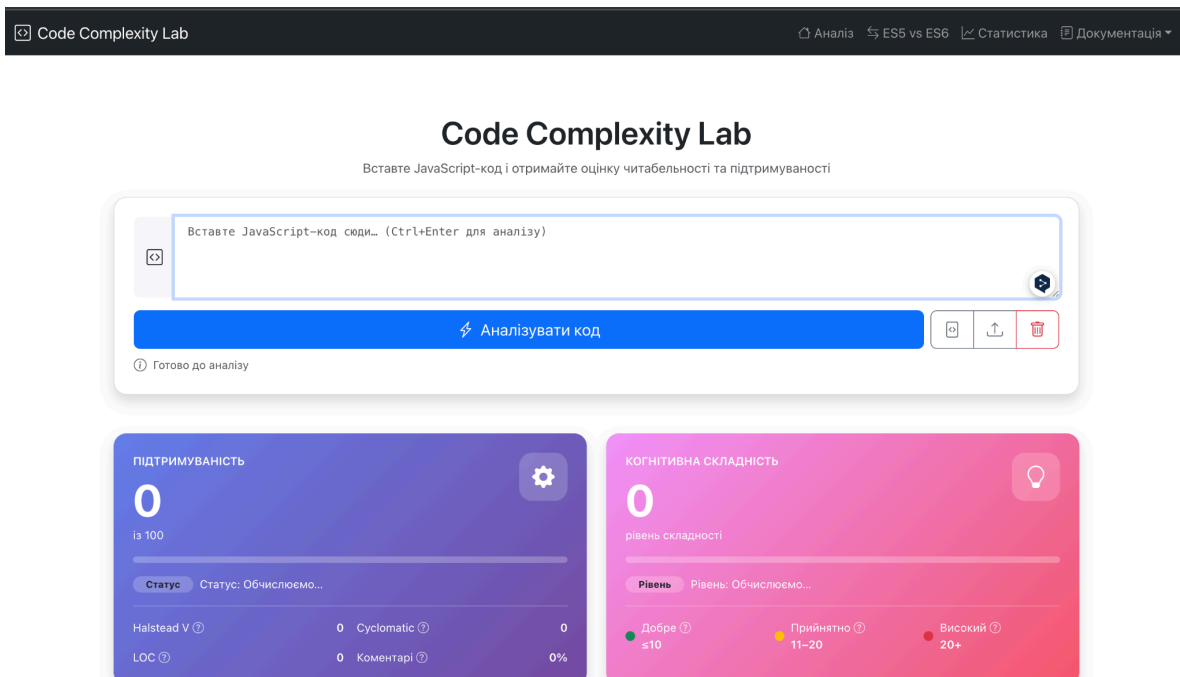 Code Complexity Lab
Аналіз ES5 vs ES6 Статистика Документація
Code Complexity Lab
Вставте JavaScript-код і отримайте оцінку читабельності та підтримуваності
Вставте JavaScript-код сюди… (Ctrl+Enter для аналізу)
Аналізувати код
Готово до аналізу
ПІДТРИМУВАНІСТЬ
0
із 100
Статус Статус: Обчислюємо...
Halstead V 0 Cyclomatic 0
LOC 0 Коментарі 0%
КОГНІТИВНА СКЛАДНІСТЬ
0
рівень складності
Рівень Рівень: Обчислюємо...
Добре Прийнятно Високий
≤10 11–20 20+